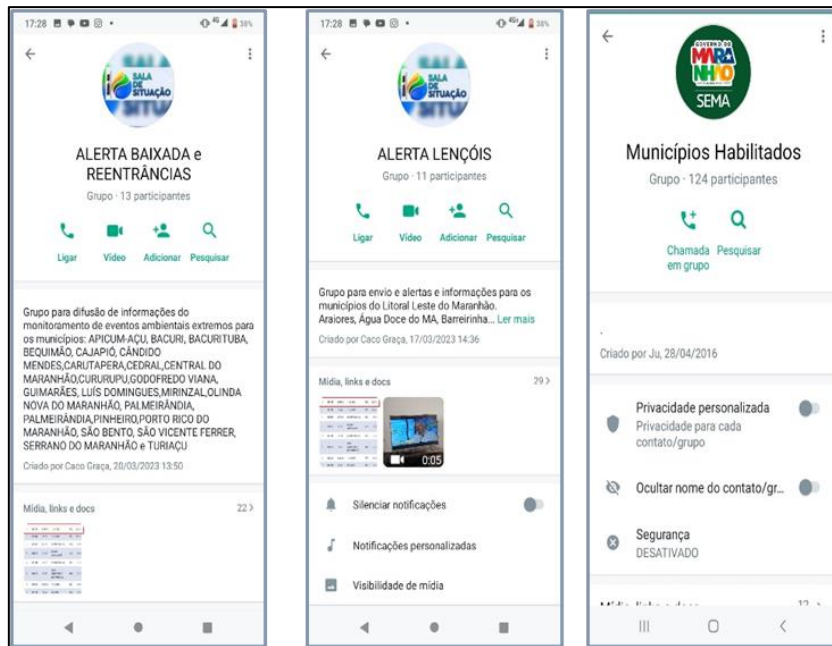 17:28
4G
38%
SALA
DE
SITUAÇÃO
ALERTA BAIXADA e
REENTRÂNCIAS
Grupo · 13 participantes
Ligar Vídeo Adicionar Pesquisar
Grupo para difusão de informações do
monitoramento de eventos ambientais extremos para
os municípios: APICUM-AÇU, BACURI, BACURITUBA,
BEQUIMÃO, CAJAPIÓ, CÂNDIDO
MENDES,CARUTAPERA,CEDRAL,CENTRAL DO
MARANHÃO,CURURUPU,GODOFREDO VIANA,
GUIMARÃES, LUÍS DOMINGUES,MIRINZAL,OLINDA
NOVA DO MARANHÃO, PALMEIRÂNDIA,
PALMEIRÂNDIA,PINHEIRO,PORTO RICO DO
MARANHÃO, SÃO BENTO, SÃO VICENTE FERRER,
SERRANO DO MARANHÃO e TURIAÇU
Criado por Caco Graça, 20/03/2023 13:50
Mídia, links e docs 22 >
17:28
4G
38%
SALA
DE
SITUAÇÃO
ALERTA LENÇÓIS
Grupo · 11 participantes
Ligar Vídeo Adicionar Pesquisar
Grupo para envio e alertas e informações para os
municípios do Litoral Leste do Maranhão.
Araiores, Água Doce do MA, Barreirinha... Ler mais
Criado por Caco Graça, 17/03/2023 14:36
Mídia, links e docs 29 >
0:05
Silenciar notificações
Notificações personalizadas
Visibilidade de mídia
GOVERNO DO
MARANHÃO
SEMA
Municípios Habilitados
Grupo · 124 participantes
Chamada Pesquisar
em grupo
.
Criado por Ju, 28/04/2016
Privacidade personalizada
Privacidade para cada
contato/grupo
Ocultar nome do contato/gr...
Segurança
DESATIVADO
Mídia, links e docs 12 >